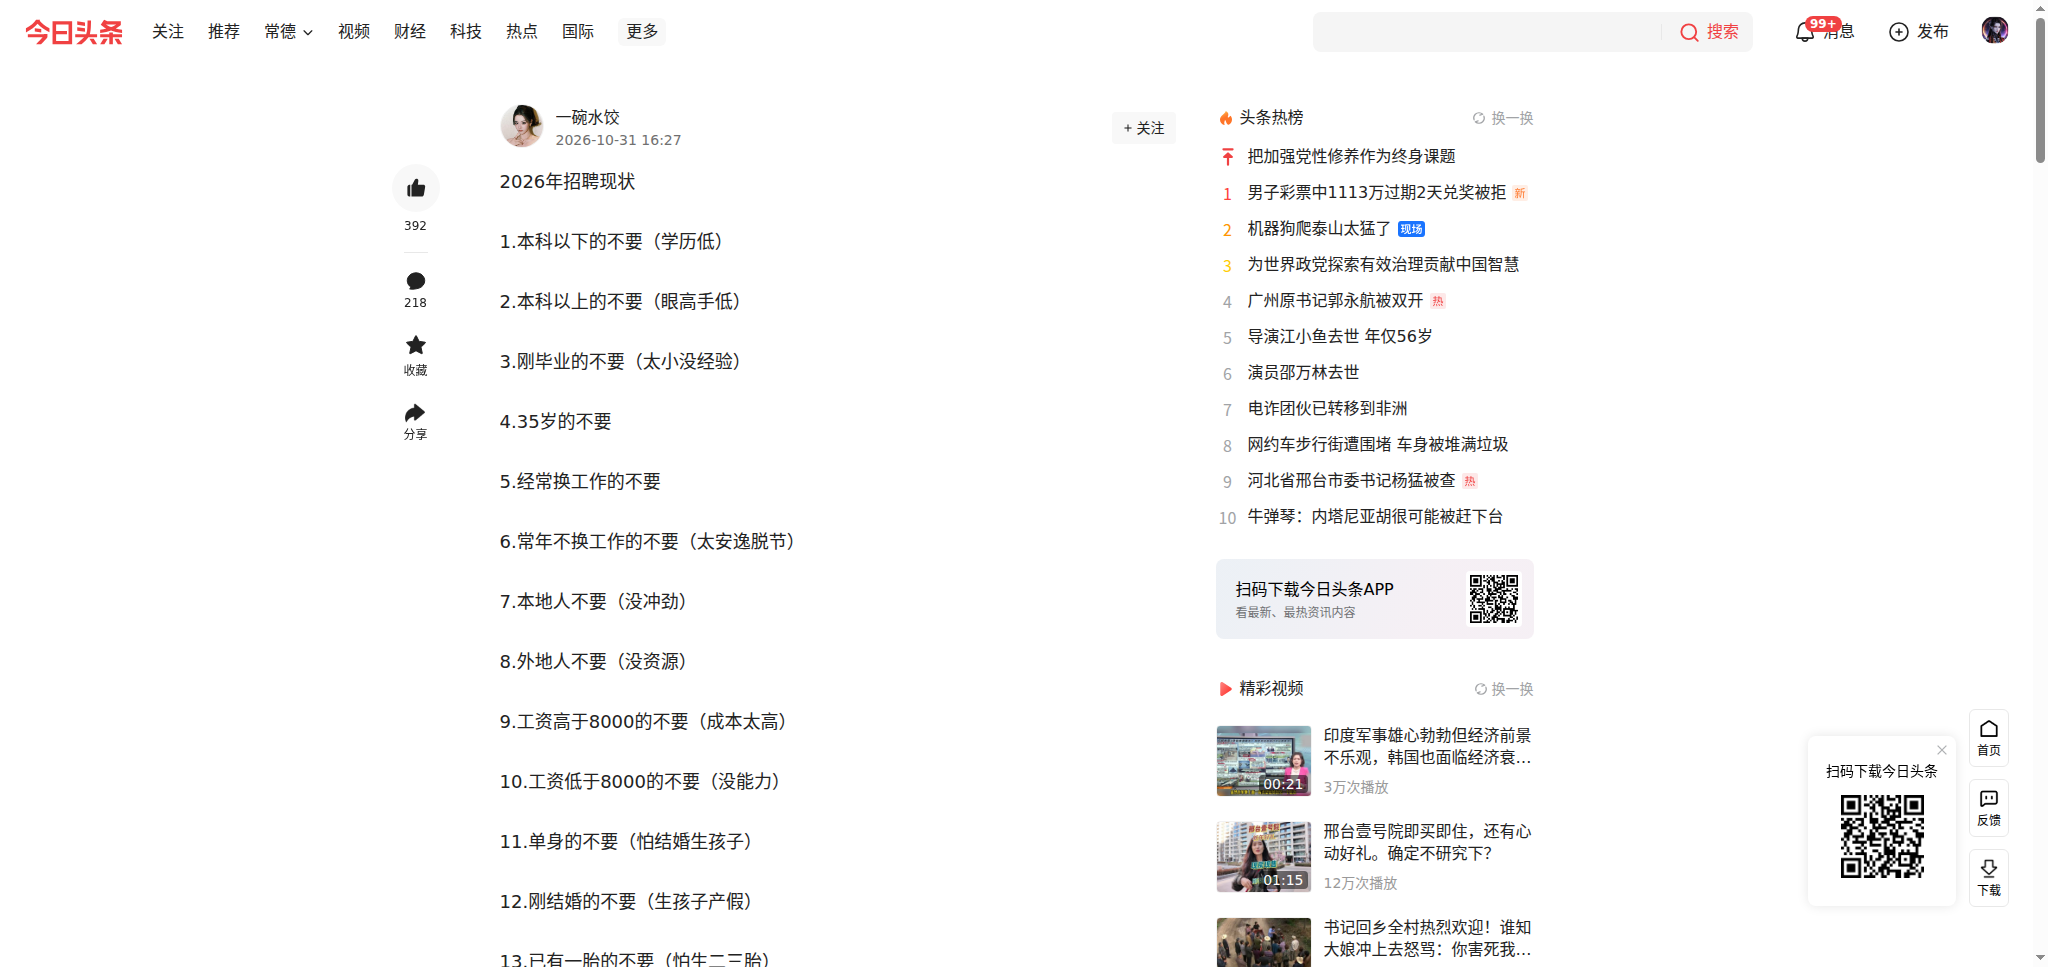 今日头条
关注 推荐 常德 视频 财经 科技 热点 国际 更多
搜索
99+
消息
发布
一碗水饺
2026-10-31 16:27
+ 关注
392
218
收藏
分享
2026年招聘现状
1.本科以下的不要（学历低）
2.本科以上的不要（眼高手低）
3.刚毕业的不要（太小没经验）
4.35岁的不要
5.经常换工作的不要
6.常年不换工作的不要（太安逸脱节）
7.本地人不要（没冲劲）
8.外地人不要（没资源）
9.工资高于8000的不要（成本太高）
10.工资低于8000的不要（没能力）
11.单身的不要（怕结婚生孩子）
12.刚结婚的不要（生孩子产假）
13.已有一胎的不要（怕生二三胎）
头条热榜 换一换
把加强党性修养作为终身课题
1 男子彩票中1113万过期2天兑奖被拒 新
2 机器狗爬泰山太猛了 现场
3 为世界政党探索有效治理贡献中国智慧
4 广州原书记郭永航被双开 热
5 导演江小鱼去世 年仅56岁
6 演员邵万林去世
7 电诈团伙已转移到非洲
8 网约车步行街遭围堵 车身被堆满垃圾
9 河北省邢台市委书记杨猛被查 热
10 牛弹琴：内塔尼亚胡很可能被赶下台
扫码下载今日头条APP
看最新、最热资讯内容
精彩视频 换一换
00:21
印度军事雄心勃勃但经济前景
不乐观，韩国也面临经济衰...
3万次播放
01:15
邢台壹号院即买即住，还有心
动好礼。确定不研究下？
12万次播放
书记回乡全村热烈欢迎！谁知
大娘冲上去怒骂：你害死我...
扫码下载今日头条
首页
反馈
下载